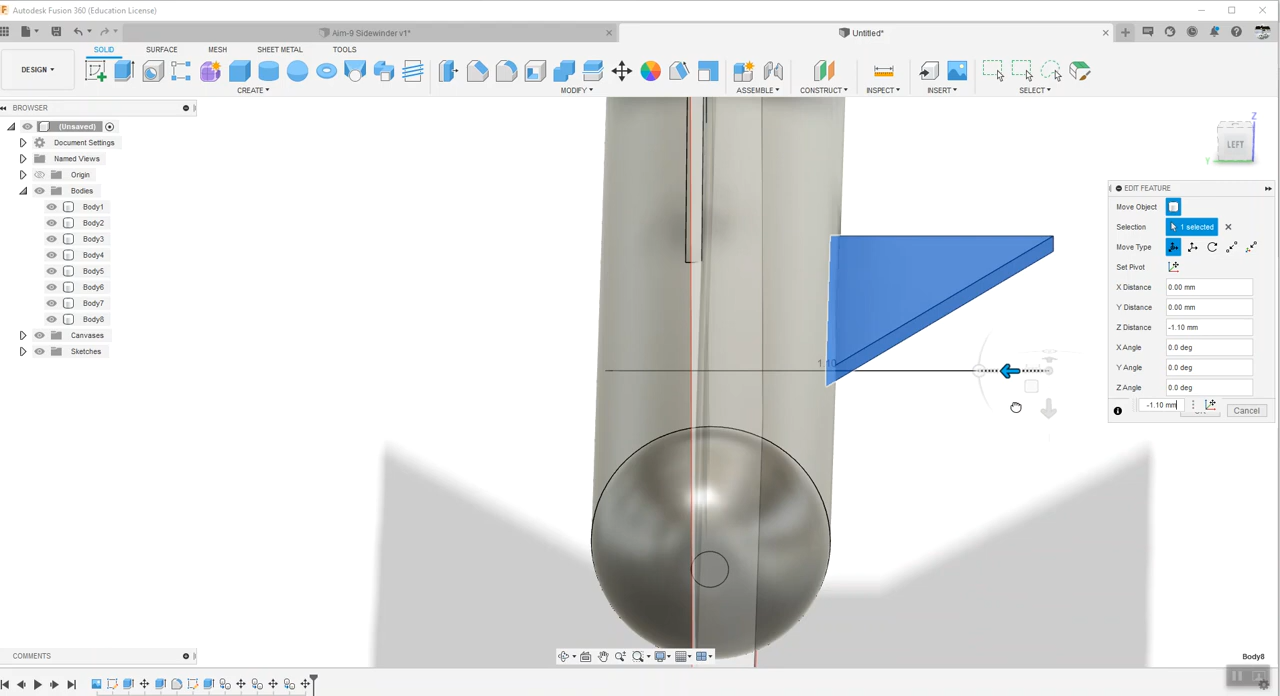 Autodesk Fusion 360 (Education License)
Aim-9 Sidewinder v1*
Untitled*
DESIGN
SOLID SURFACE MESH SHEET METAL TOOLS
CREATE MODIFY ASSEMBLE CONSTRUCT INSPECT INSERT SELECT
BROWSER
(Unsaved)
Document Settings
Named Views
Origin
Bodies
Body1
Body2
Body3
Body4
Body5
Body6
Body7
Body8
Canvases
Sketches
Z
LEFT
Y
EDIT FEATURE
Move Object
Selection 1 selected
Move Type
Set Pivot
X Distance 0.00 mm
Y Distance 0.00 mm
Z Distance -1.10 mm
X Angle 0.0 deg
Y Angle 0.0 deg
Z Angle 0.0 deg
-1.10 mm
Cancel
1.10
COMMENTS
Body8